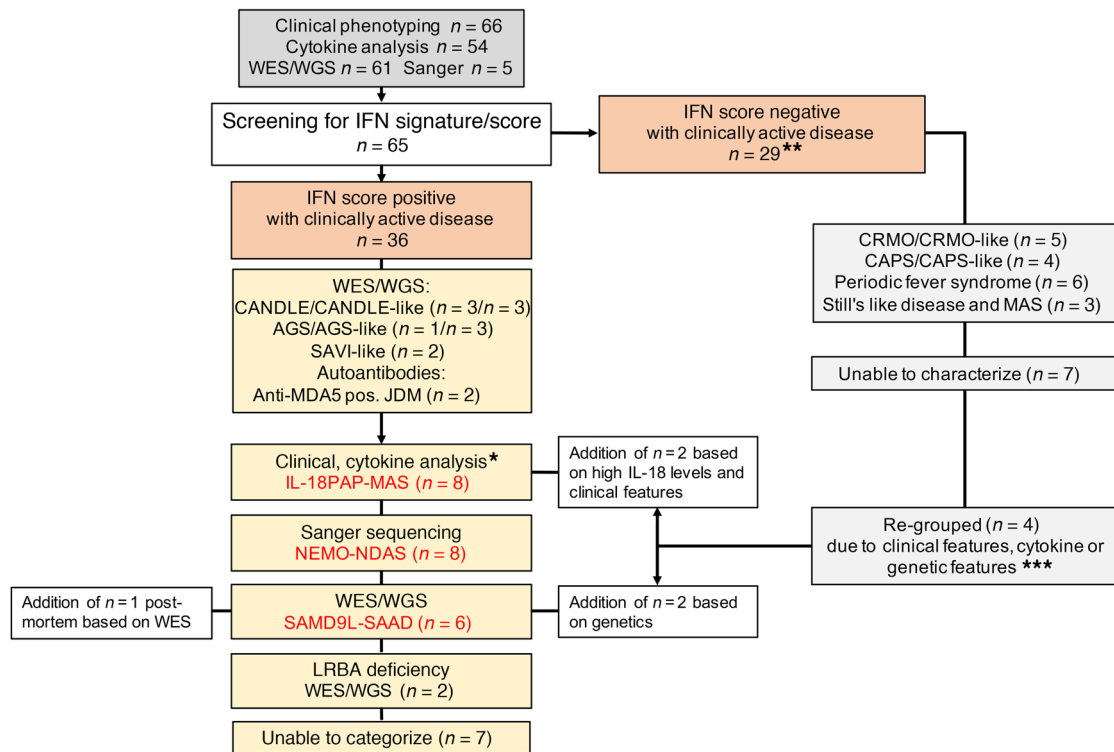 Clinical phenotyping n = 66
Cytokine analysis n = 54
WES/WGS n = 61 Sanger n = 5
Screening for IFN signature/score
n = 65
IFN score negative
with clinically active disease
n = 29**
IFN score positive
with clinically active disease
n = 36
CRMO/CRMO-like (n = 5)
CAPS/CAPS-like (n = 4)
Periodic fever syndrome (n = 6)
Still's like disease and MAS (n = 3)
WES/WGS:
CANDLE/CANDLE-like (n = 3/n = 3)
AGS/AGS-like (n = 1/n = 3)
SAVI-like (n = 2)
Autoantibodies:
Anti-MDA5 pos. JDM (n = 2)
Unable to characterize (n = 7)
Clinical, cytokine analysis*
IL-18PAP-MAS (n = 8)
Addition of n = 2 based
on high IL-18 levels and
clinical features
Re-grouped (n = 4)
due to clinical features, cytokine or
genetic features ***
Sanger sequencing
NEMO-NDAS (n = 8)
Addition of n = 1 post-
mortem based on WES
WES/WGS
SAMD9L-SAAD (n = 6)
Addition of n = 2 based
on genetics
LRBA deficiency
WES/WGS (n = 2)
Unable to categorize (n = 7)